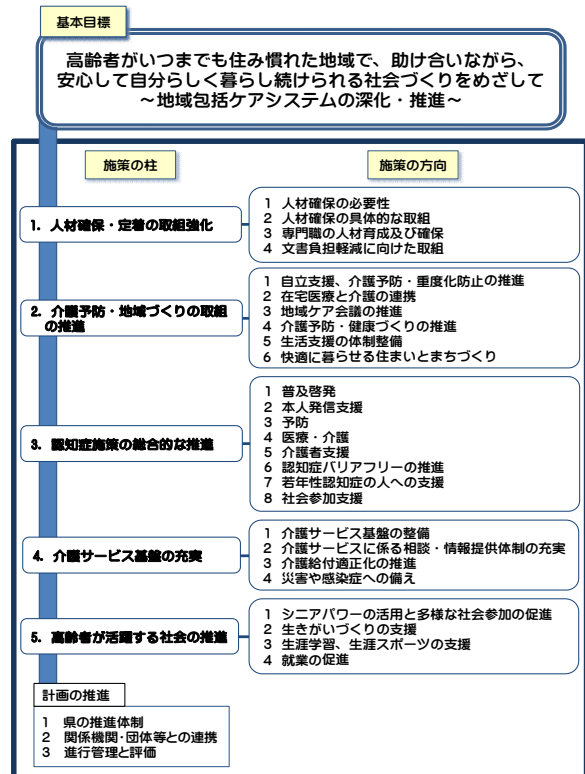 基本目標
高齢者がいつまでも住み慣れた地域で、助け合いながら、
安心して自分らしく暮らし続けられる社会づくりをめざして
～地域包括ケアシステムの深化・推進～
施策の柱
施策の方向
1. 人材確保・定着の取組強化
1 人材確保の必要性
2 人材確保の具体的な取組
3 専門職の人材育成及び確保
4 文書負担軽減に向けた取組
2. 介護予防・地域づくりの取組
の推進
1 自立支援、介護予防・重度化防止の推進
2 在宅医療と介護の連携
3 地域ケア会議の推進
4 介護予防・健康づくりの推進
5 生活支援の体制整備
6 快適に暮らせる住まいとまちづくり
3. 認知症施策の総合的な推進
1 普及啓発
2 本人発信支援
3 予防
4 医療・介護
5 介護者支援
6 認知症バリアフリーの推進
7 若年性認知症の人への支援
8 社会参加支援
4. 介護サービス基盤の充実
1 介護サービス基盤の整備
2 介護サービスに係る相談・情報提供体制の充実
3 介護給付適正化の推進
4 災害や感染症への備え
5. 高齢者が活躍する社会の推進
1 シニアパワーの活用と多様な社会参加の促進
2 生きがいづくりの支援
3 生涯学習、生涯スポーツの支援
4 就業の促進
計画の推進
1 県の推進体制
2 関係機関・団体等との連携
3 進行管理と評価